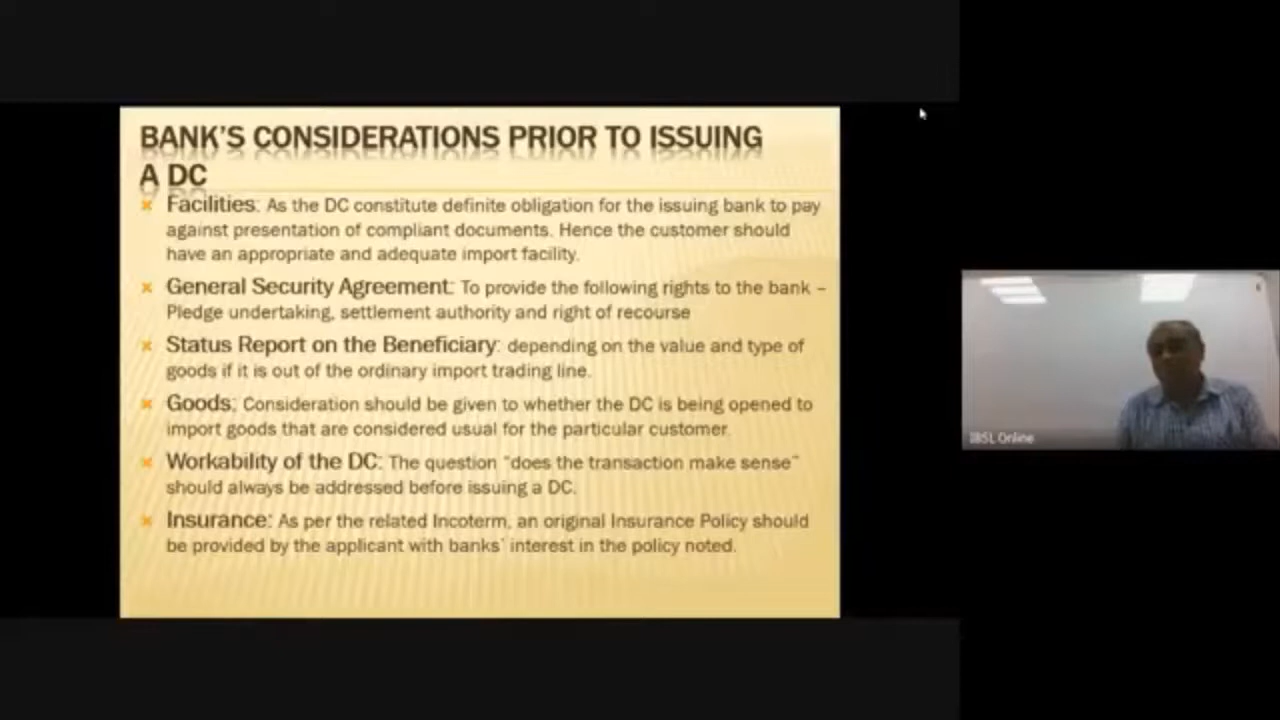 BANK'S CONSIDERATIONS PRIOR TO ISSUING
A DC
Facilities: As the DC constitute definite obligation for the issuing bank to pay
against presentation of compliant documents. Hence the customer should
have an appropriate and adequate import facility.
General Security Agreement: To provide the following rights to the bank –
Pledge undertaking, settlement authority and right of recourse
Status Report on the Beneficiary: depending on the value and type of
goods if it is out of the ordinary import trading line.
Goods: Consideration should be given to whether the DC is being opened to
import goods that are considered usual for the particular customer.
Workability of the DC: The question "does the transaction make sense"
should always be addressed before issuing a DC.
Insurance: As per the related Incoterm, an original Insurance Policy should
be provided by the applicant with banks' interest in the policy noted.
IBSL Online